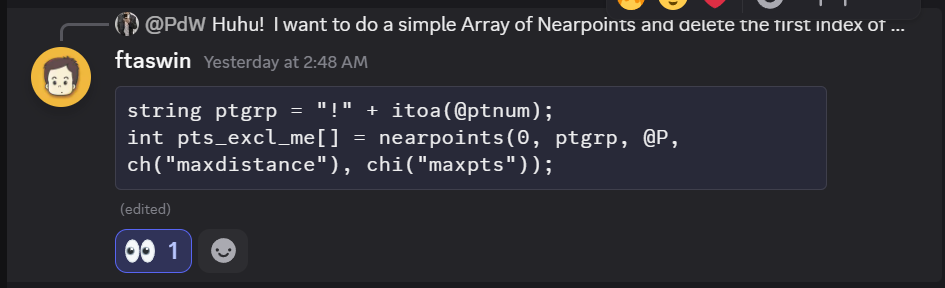 @PdW Huhu! I want to do a simple Array of Nearpoints and delete the first index of ...
ftaswin Yesterday at 2:48 AM
string ptgrp = "!" + itoa(@ptnum);
int pts_excl_me[] = nearpoints(0, ptgrp, @P,
ch("maxdistance"), chi("maxpts"));
(edited)
1